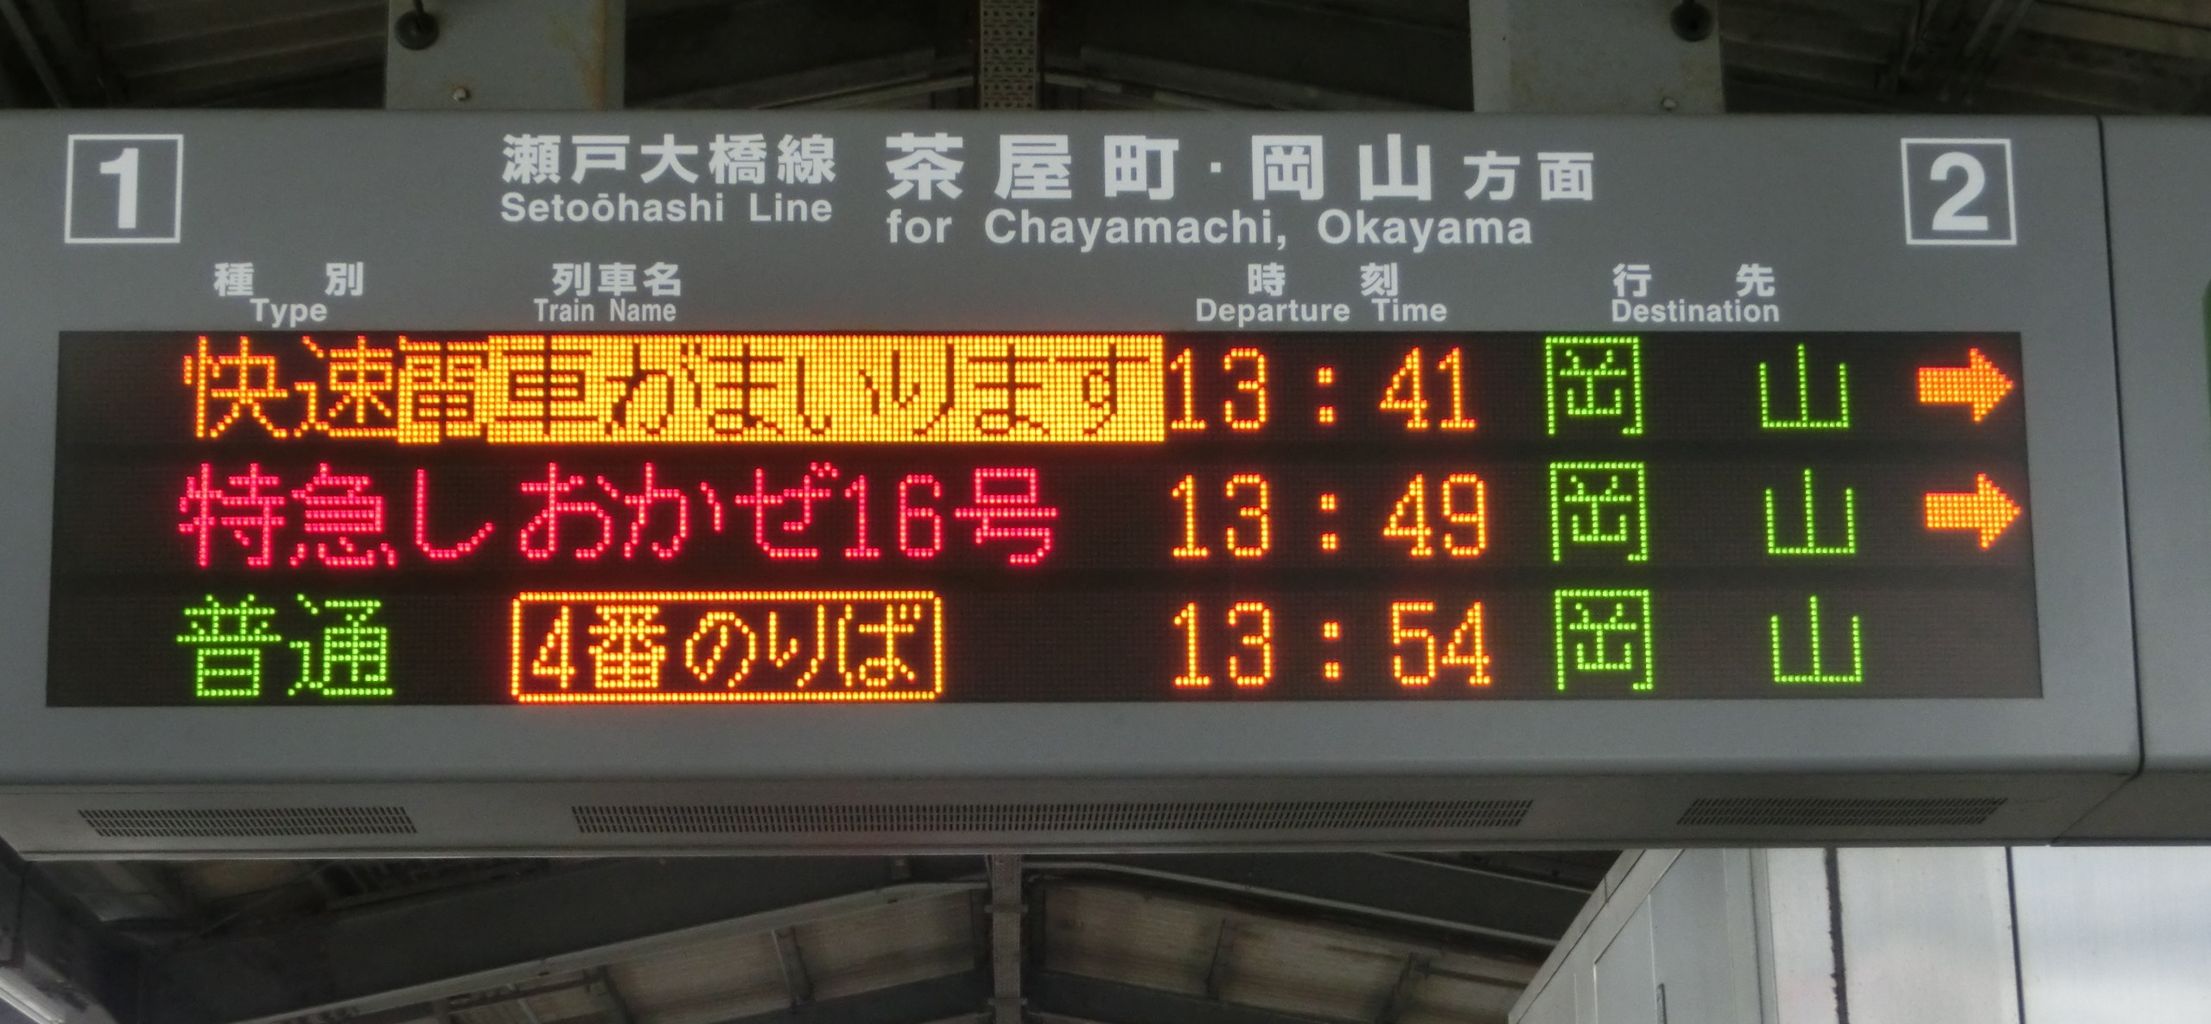 1 瀬戸大橋線 茶屋町・岡山方面 2
Setoōhashi Line for Chayamachi, Okayama
種別 列車名 時刻 行先
Type Train Name Departure Time Destination
快速電車がまいります 13:41 岡山 →
特急しおかぜ16号 13:49 岡山 →
普通 4番のりば 13:54 岡山